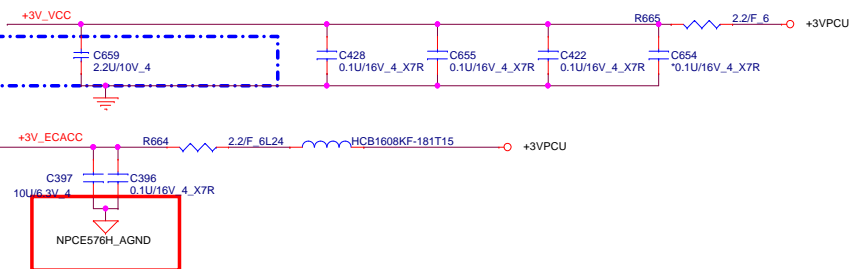 +3V_VCC
R665
2.2/F_6
+3VPCU
C659
2.2U/10V_4
C428
0.1U/16V_4_X7R
C655
0.1U/16V_4_X7R
C422
0.1U/16V_4_X7R
C654
*0.1U/16V_4_X7R
+3V_ECACC
R664
2.2/F_6
L24
HCB1608KF-181T15
+3VPCU
C397
10U/6.3V_4
C396
0.1U/16V_4_X7R
NPCE576H_AGND